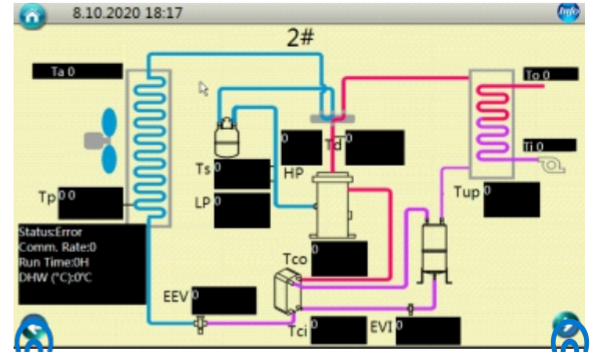 8.10.2020 18:17
Info
2#
Ta 0
To 0
0
Td 0
Ti 0
Ts 0
HP
Tp 0 0
LP 0
Tup 0
Status:Error
Comm. Rate:0
Run Time:0H
DHW (°C):0°C
Tco 0
EEV 0
Tci 0
EVI 0